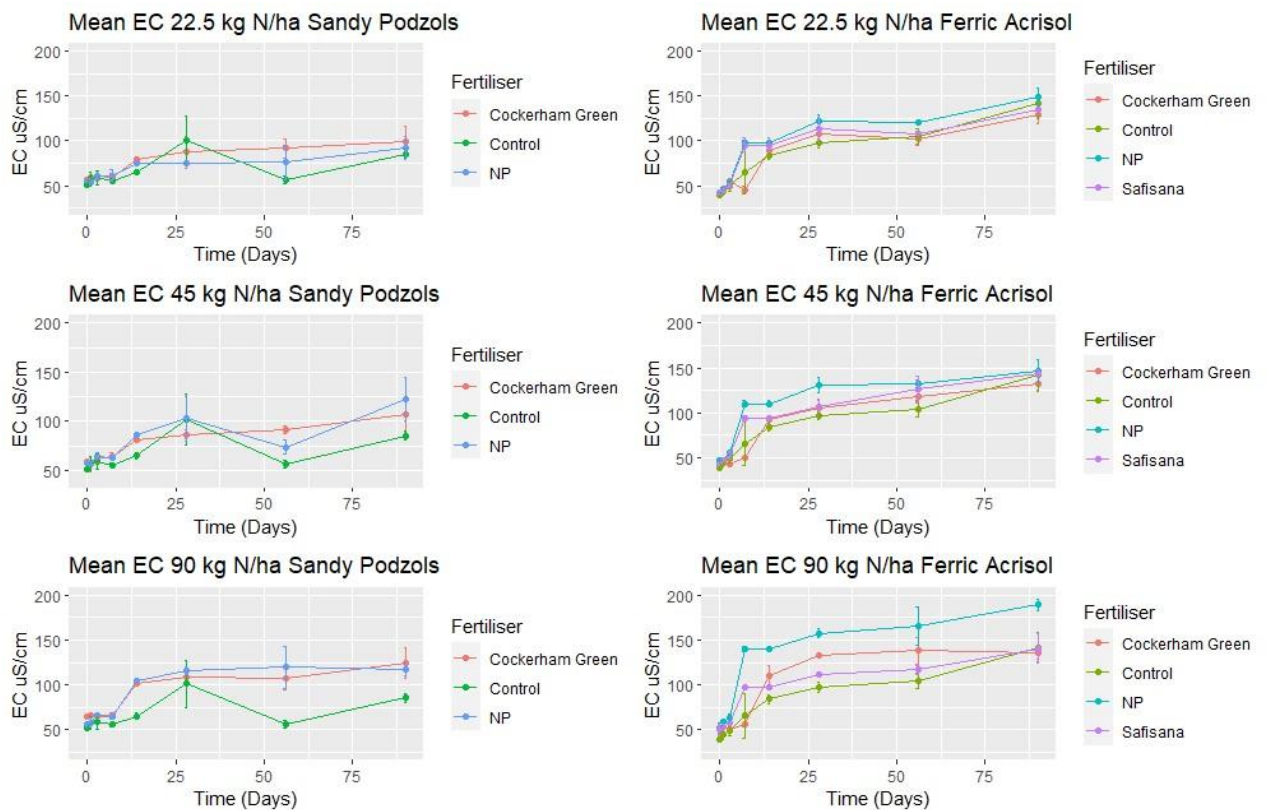 Mean EC 22.5 kg N/ha Sandy Podzols
EC uS/cm
200
150
100
50
0
25
50
75
Time (Days)
Fertiliser
Cockerham Green
Control
NP
Mean EC 22.5 kg N/ha Ferric Acrisol
EC uS/cm
200
150
100
50
0
25
50
75
Time (Days)
Fertiliser
Cockerham Green
Control
NP
Safisana
Mean EC 45 kg N/ha Sandy Podzols
EC uS/cm
200
150
100
50
0
25
50
75
Time (Days)
Fertiliser
Cockerham Green
Control
NP
Mean EC 45 kg N/ha Ferric Acrisol
EC uS/cm
200
150
100
50
0
25
50
75
Time (Days)
Fertiliser
Cockerham Green
Control
NP
Safisana
Mean EC 90 kg N/ha Sandy Podzols
EC uS/cm
200
150
100
50
0
25
50
75
Time (Days)
Fertiliser
Cockerham Green
Control
NP
Mean EC 90 kg N/ha Ferric Acrisol
EC uS/cm
200
150
100
50
0
25
50
75
Time (Days)
Fertiliser
Cockerham Green
Control
NP
Safisana